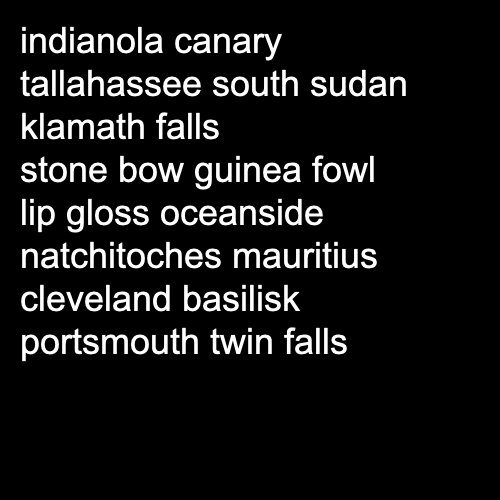 indianola canary
tallahassee south sudan
klamath falls
stone bow guinea fowl
lip gloss oceanside
natchitoches mauritius
cleveland basilisk
portsmouth twin falls